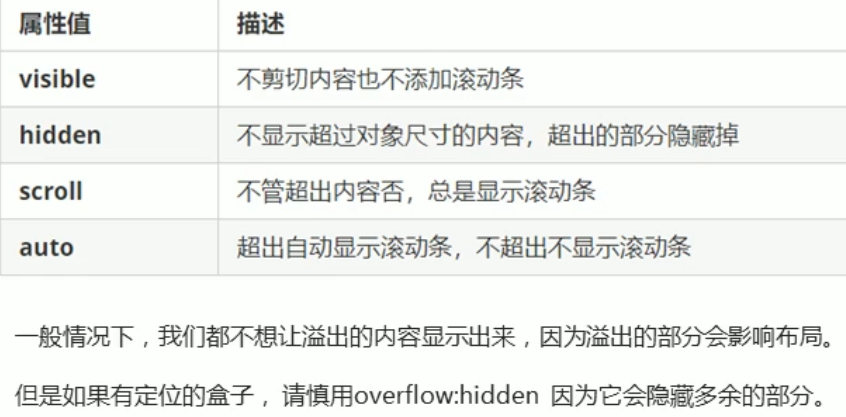 属性值 描述
visible 不剪切内容也不添加滚动条
hidden 不显示超过对象尺寸的内容，超出的部分隐藏掉
scroll 不管超出内容否，总是显示滚动条
auto 超出自动显示滚动条，不超出不显示滚动条
一般情况下，我们都不想让溢出的内容显示出来，因为溢出的部分会影响布局。
但是如果有定位的盒子，请慎用overflow:hidden 因为它会隐藏多余的部分。